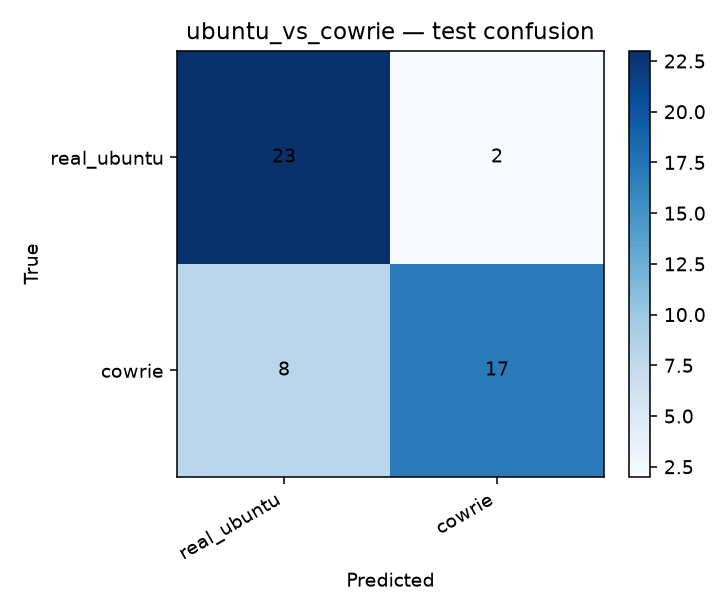 ubuntu_vs_cowrie — test confusion
True
real_ubuntu
cowrie
23
2
8
17
real_ubuntu
cowrie
Predicted
22.5
20.0
17.5
15.0
12.5
10.0
7.5
5.0
2.5